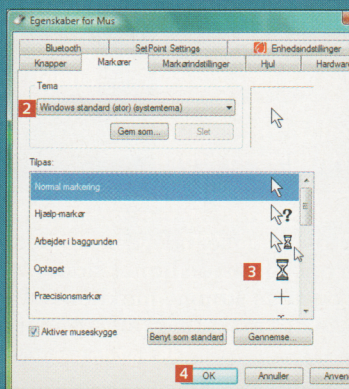 Egenskaber for Mus
Bluetooth SetPoint Settings Enhedsindstillinger
Knapper Markører Markørindstillinger Hjul Hardware
Tema
2 Windows standard (stor) (systemtema)
Gem som... Slet
Tilpas:
Normal markering
Hjælp-markør
Arbejder i baggrunden
Optaget
3
Præcisionsmarkør
Aktiver museskygge Benyt som standard Gennemse...
4 OK Annuller Anven